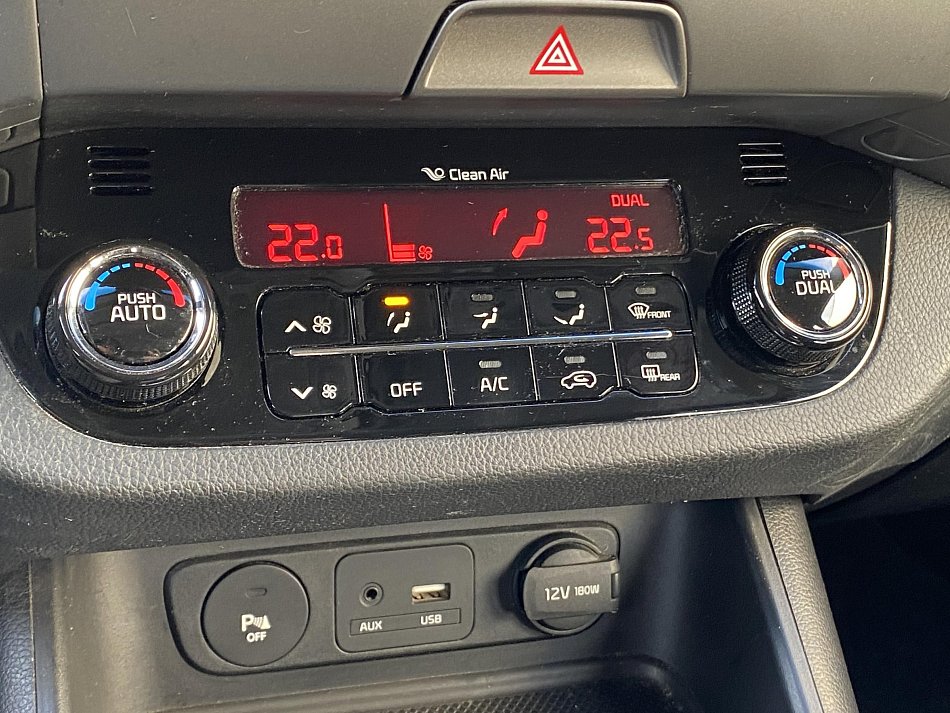 Clean Air
DUAL
22.0
22.5
PUSH
AUTO
PUSH
DUAL
FRONT
OFF
A/C
REAR
P
OFF
AUX
USB
12V 180W